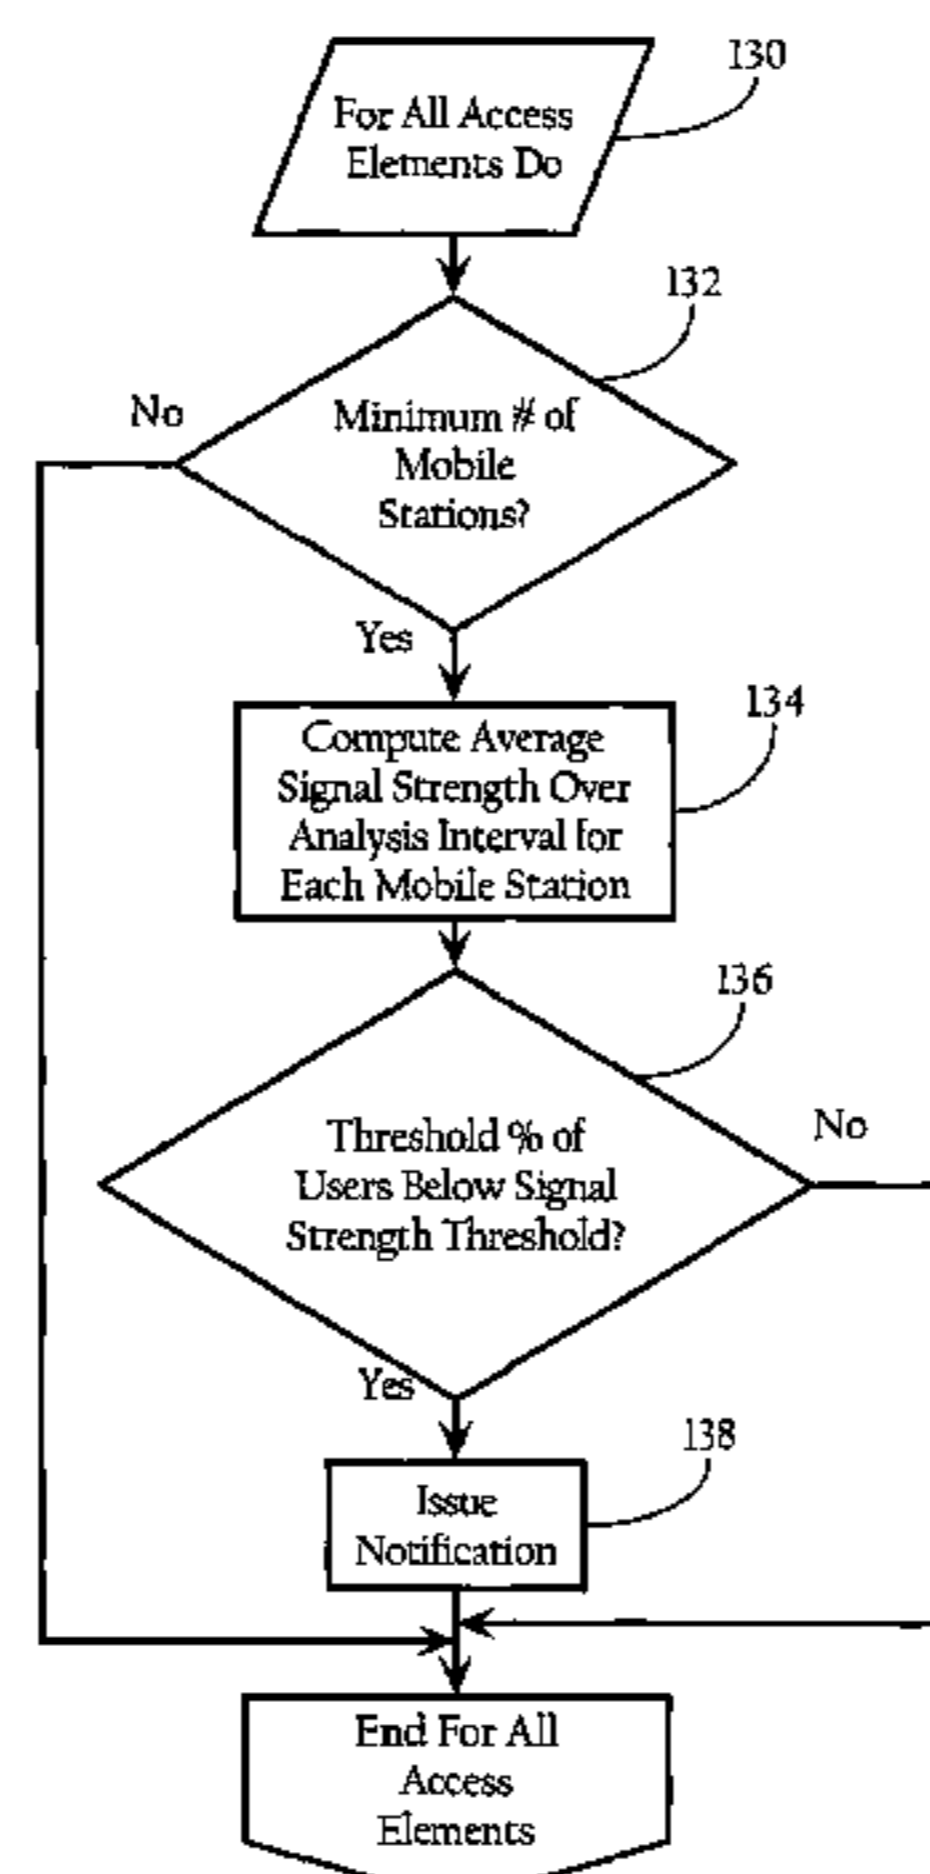 130
For All Access
Elements Do
132
No
Minimum # of
Mobile
Stations?
Yes
134
Compute Average
Signal Strength Over
Analysis Interval for
Each Mobile Station
136
No
Threshold % of
Users Below Signal
Strength Threshold?
Yes
138
Issue
Notification
End For All
Access
Elements